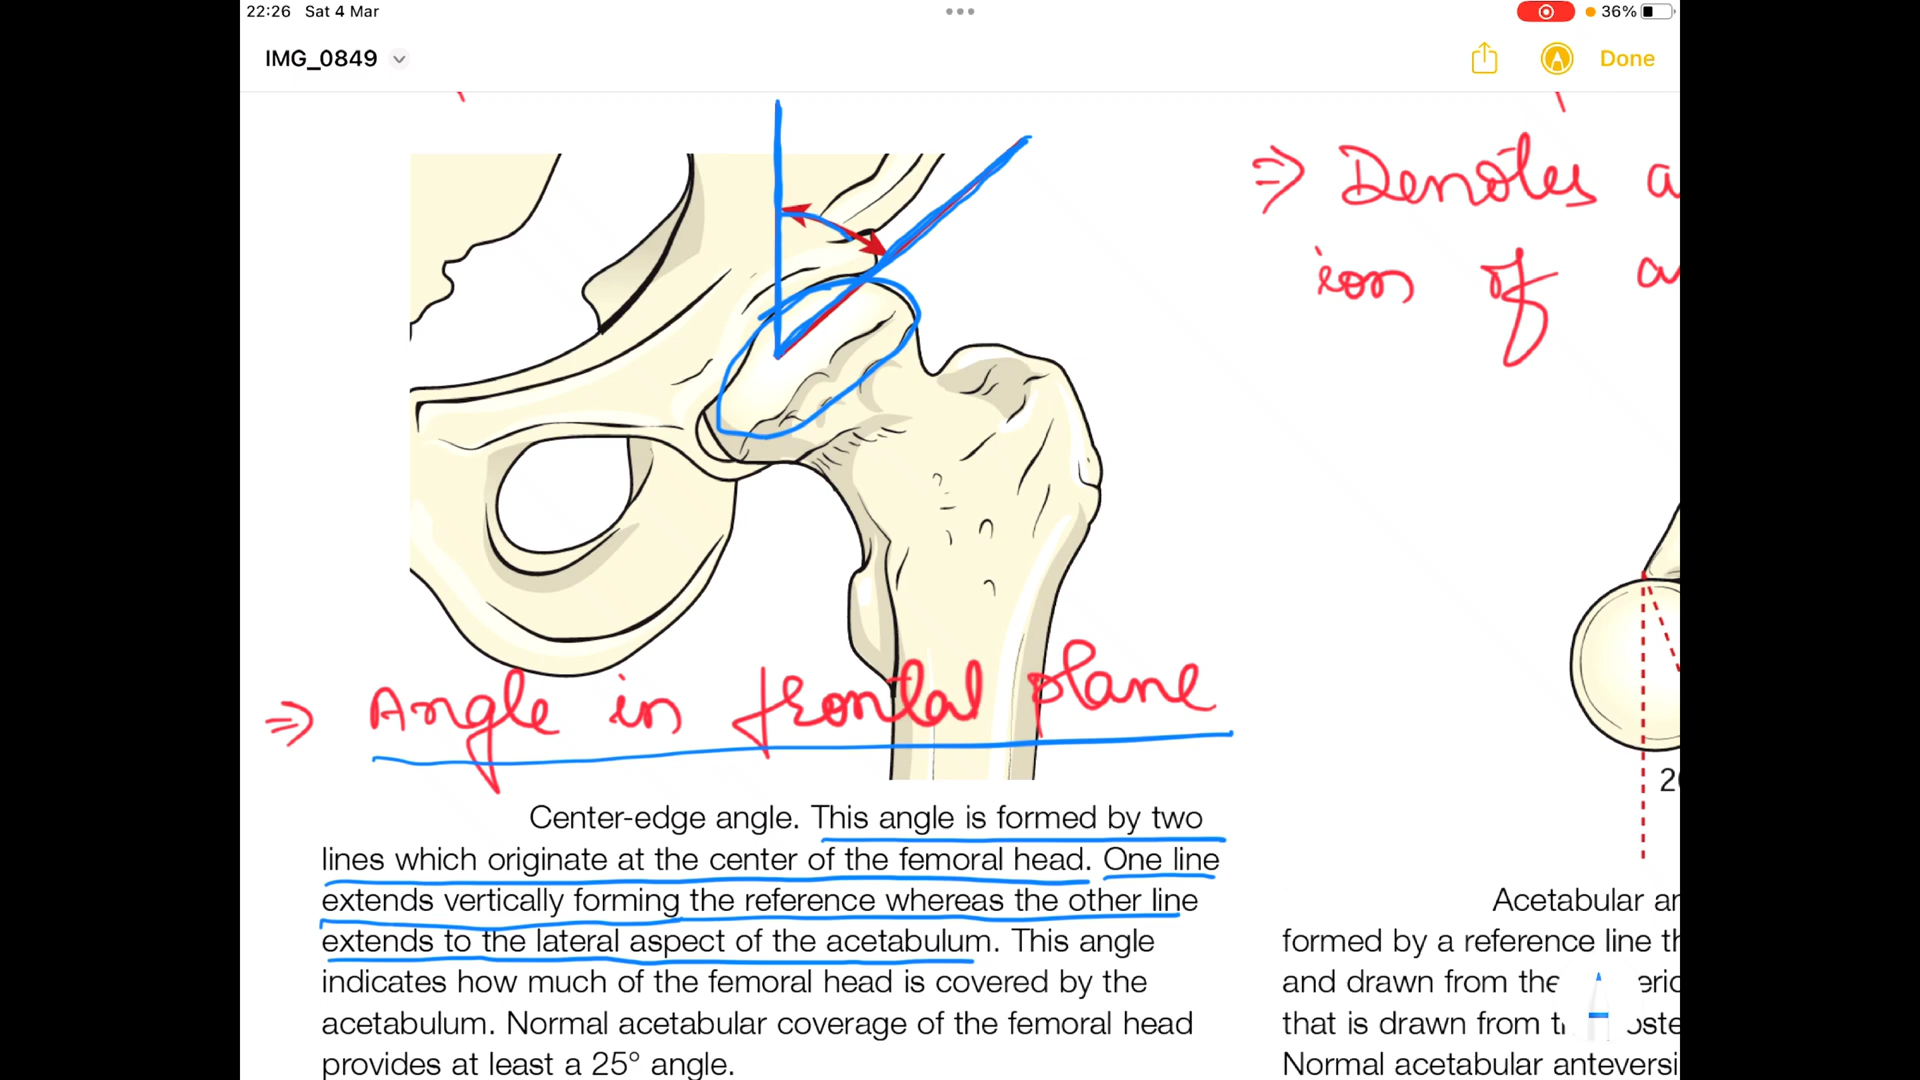 22:26 Sat 4 Mar
36%
IMG_0849
Done
⇒ Denotes a
ion of
⇒ Angle in frontal plane
Center-edge angle. This angle is formed by two
lines which originate at the center of the femoral head. One line
extends vertically forming the reference whereas the other line
extends to the lateral aspect of the acetabulum. This angle
indicates how much of the femoral head is covered by the
acetabulum. Normal acetabular coverage of the femoral head
provides at least a 25° angle.
Acetabular
formed by a reference line
and drawn from the
that is drawn from
Normal acetabular